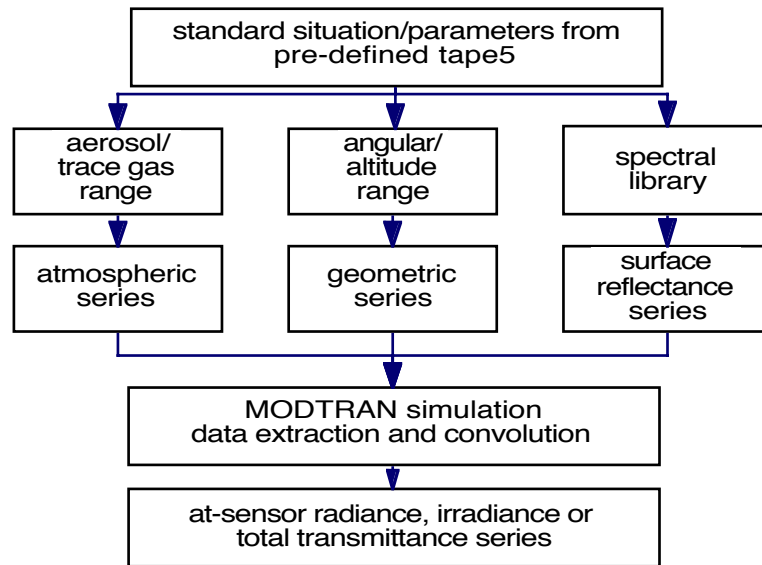 standard situation/parameters from
pre-defined tape5
aerosol/
trace gas
range
angular/
altitude
range
spectral
library
atmospheric
series
geometric
series
surface
reflectance
series
MODTRAN simulation
data extraction and convolution
at-sensor radiance, irradiance or
total transmittance series